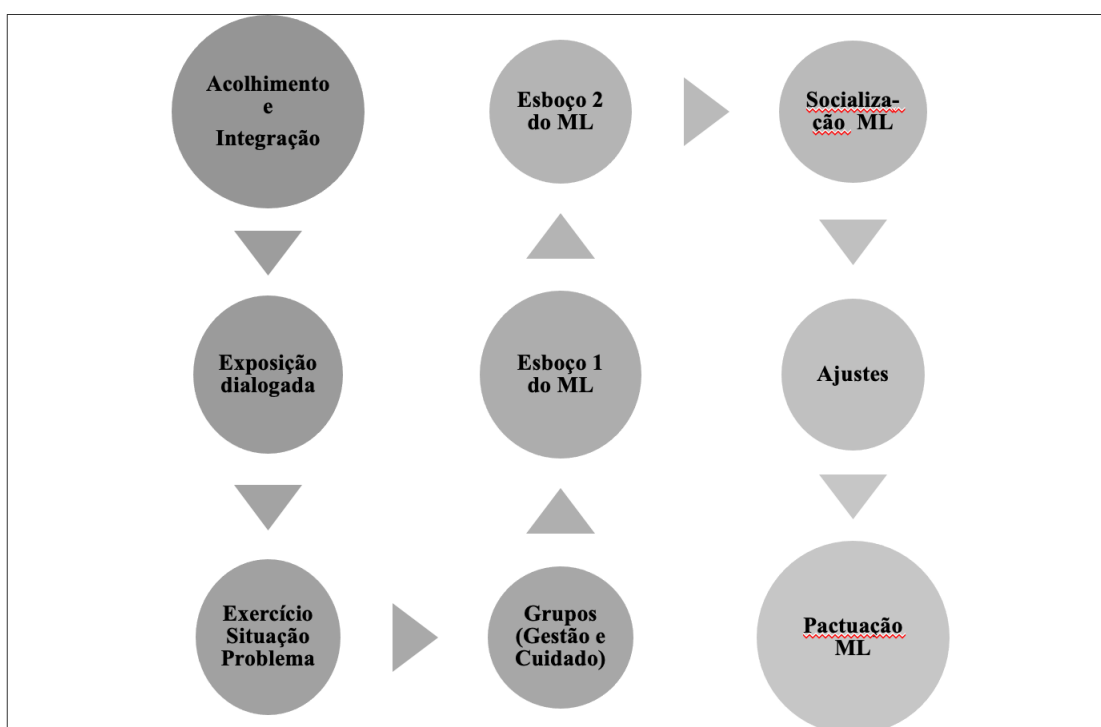 Acolhimento
e
Integração
Exposição
dialogada
Exercício
Situação
Problema
Grupos
(Gestão e
Cuidado)
Esboço 1
do ML
Esboço 2
do ML
Socializa-
ção ML
Ajustes
Pactuação
ML